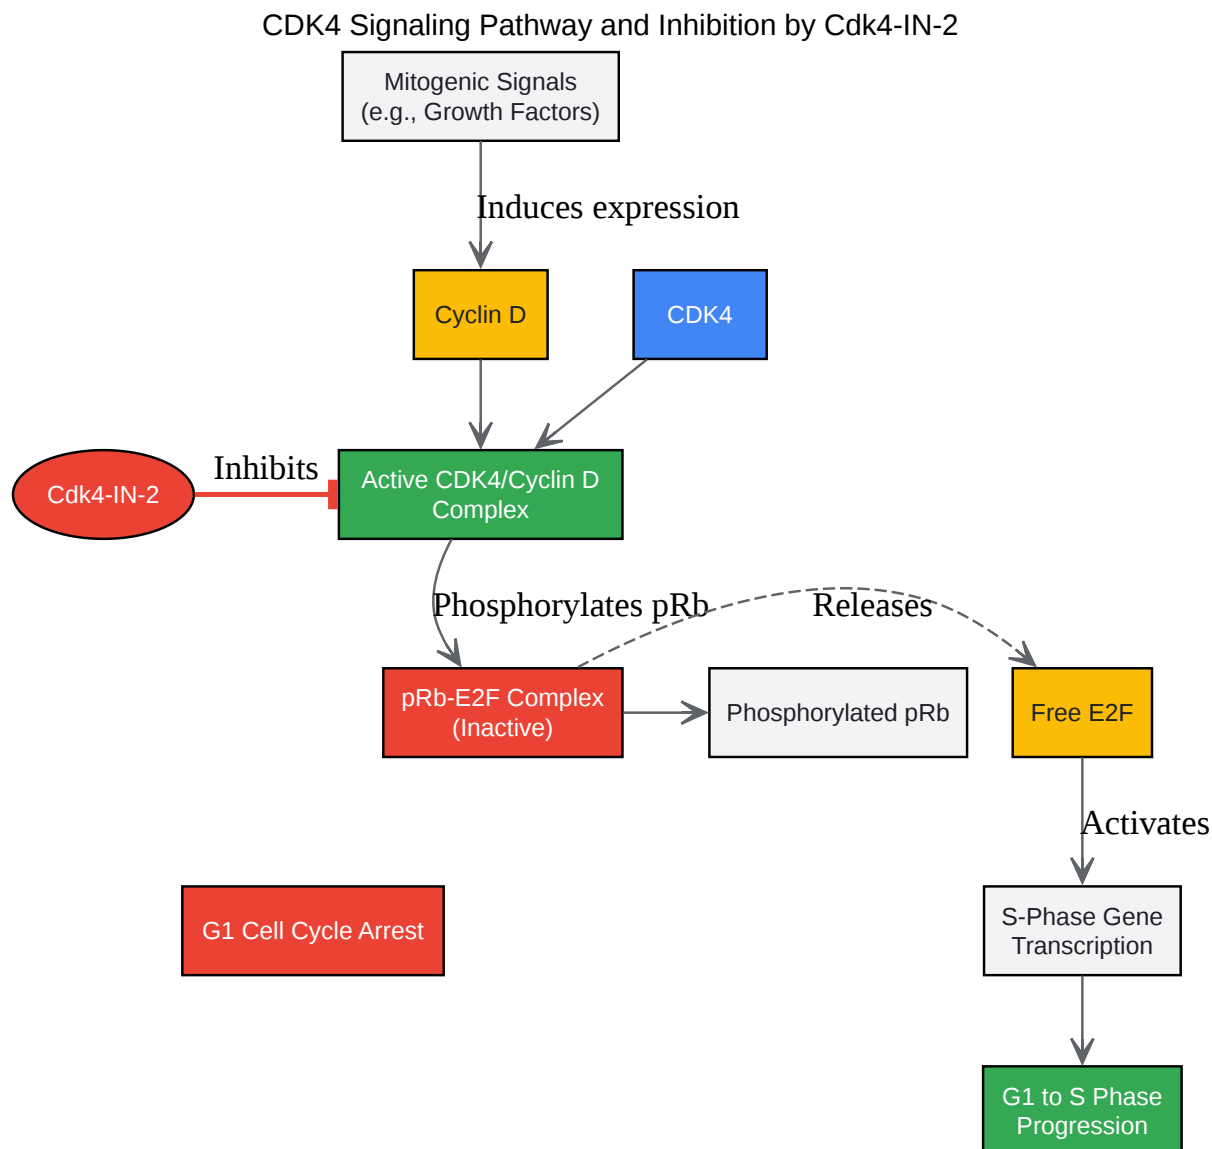 CDK4 Signaling Pathway and Inhibition by Cdk4-IN-2
Mitogenic Signals
(e.g., Growth Factors)
Induces expression
Cyclin D
CDK4
Inhibits
Cdk4-IN-2
Active CDK4/Cyclin D
Complex
Phosphorylates pRb
Releases
pRb-E2F Complex
(Inactive)
Phosphorylated pRb
Free E2F
Activates
G1 Cell Cycle Arrest
S-Phase Gene
Transcription
G1 to S Phase
Progression